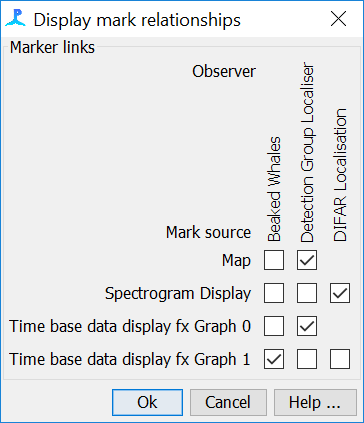 Display mark relationships
Marker links
Observer
Beaked Whales
Detection Group Localiser
DIFAR Localisation
Mark source
Map
Spectrogram Display
Time base data display fx Graph 0
Time base data display fx Graph 1
Ok
Cancel
Help ...